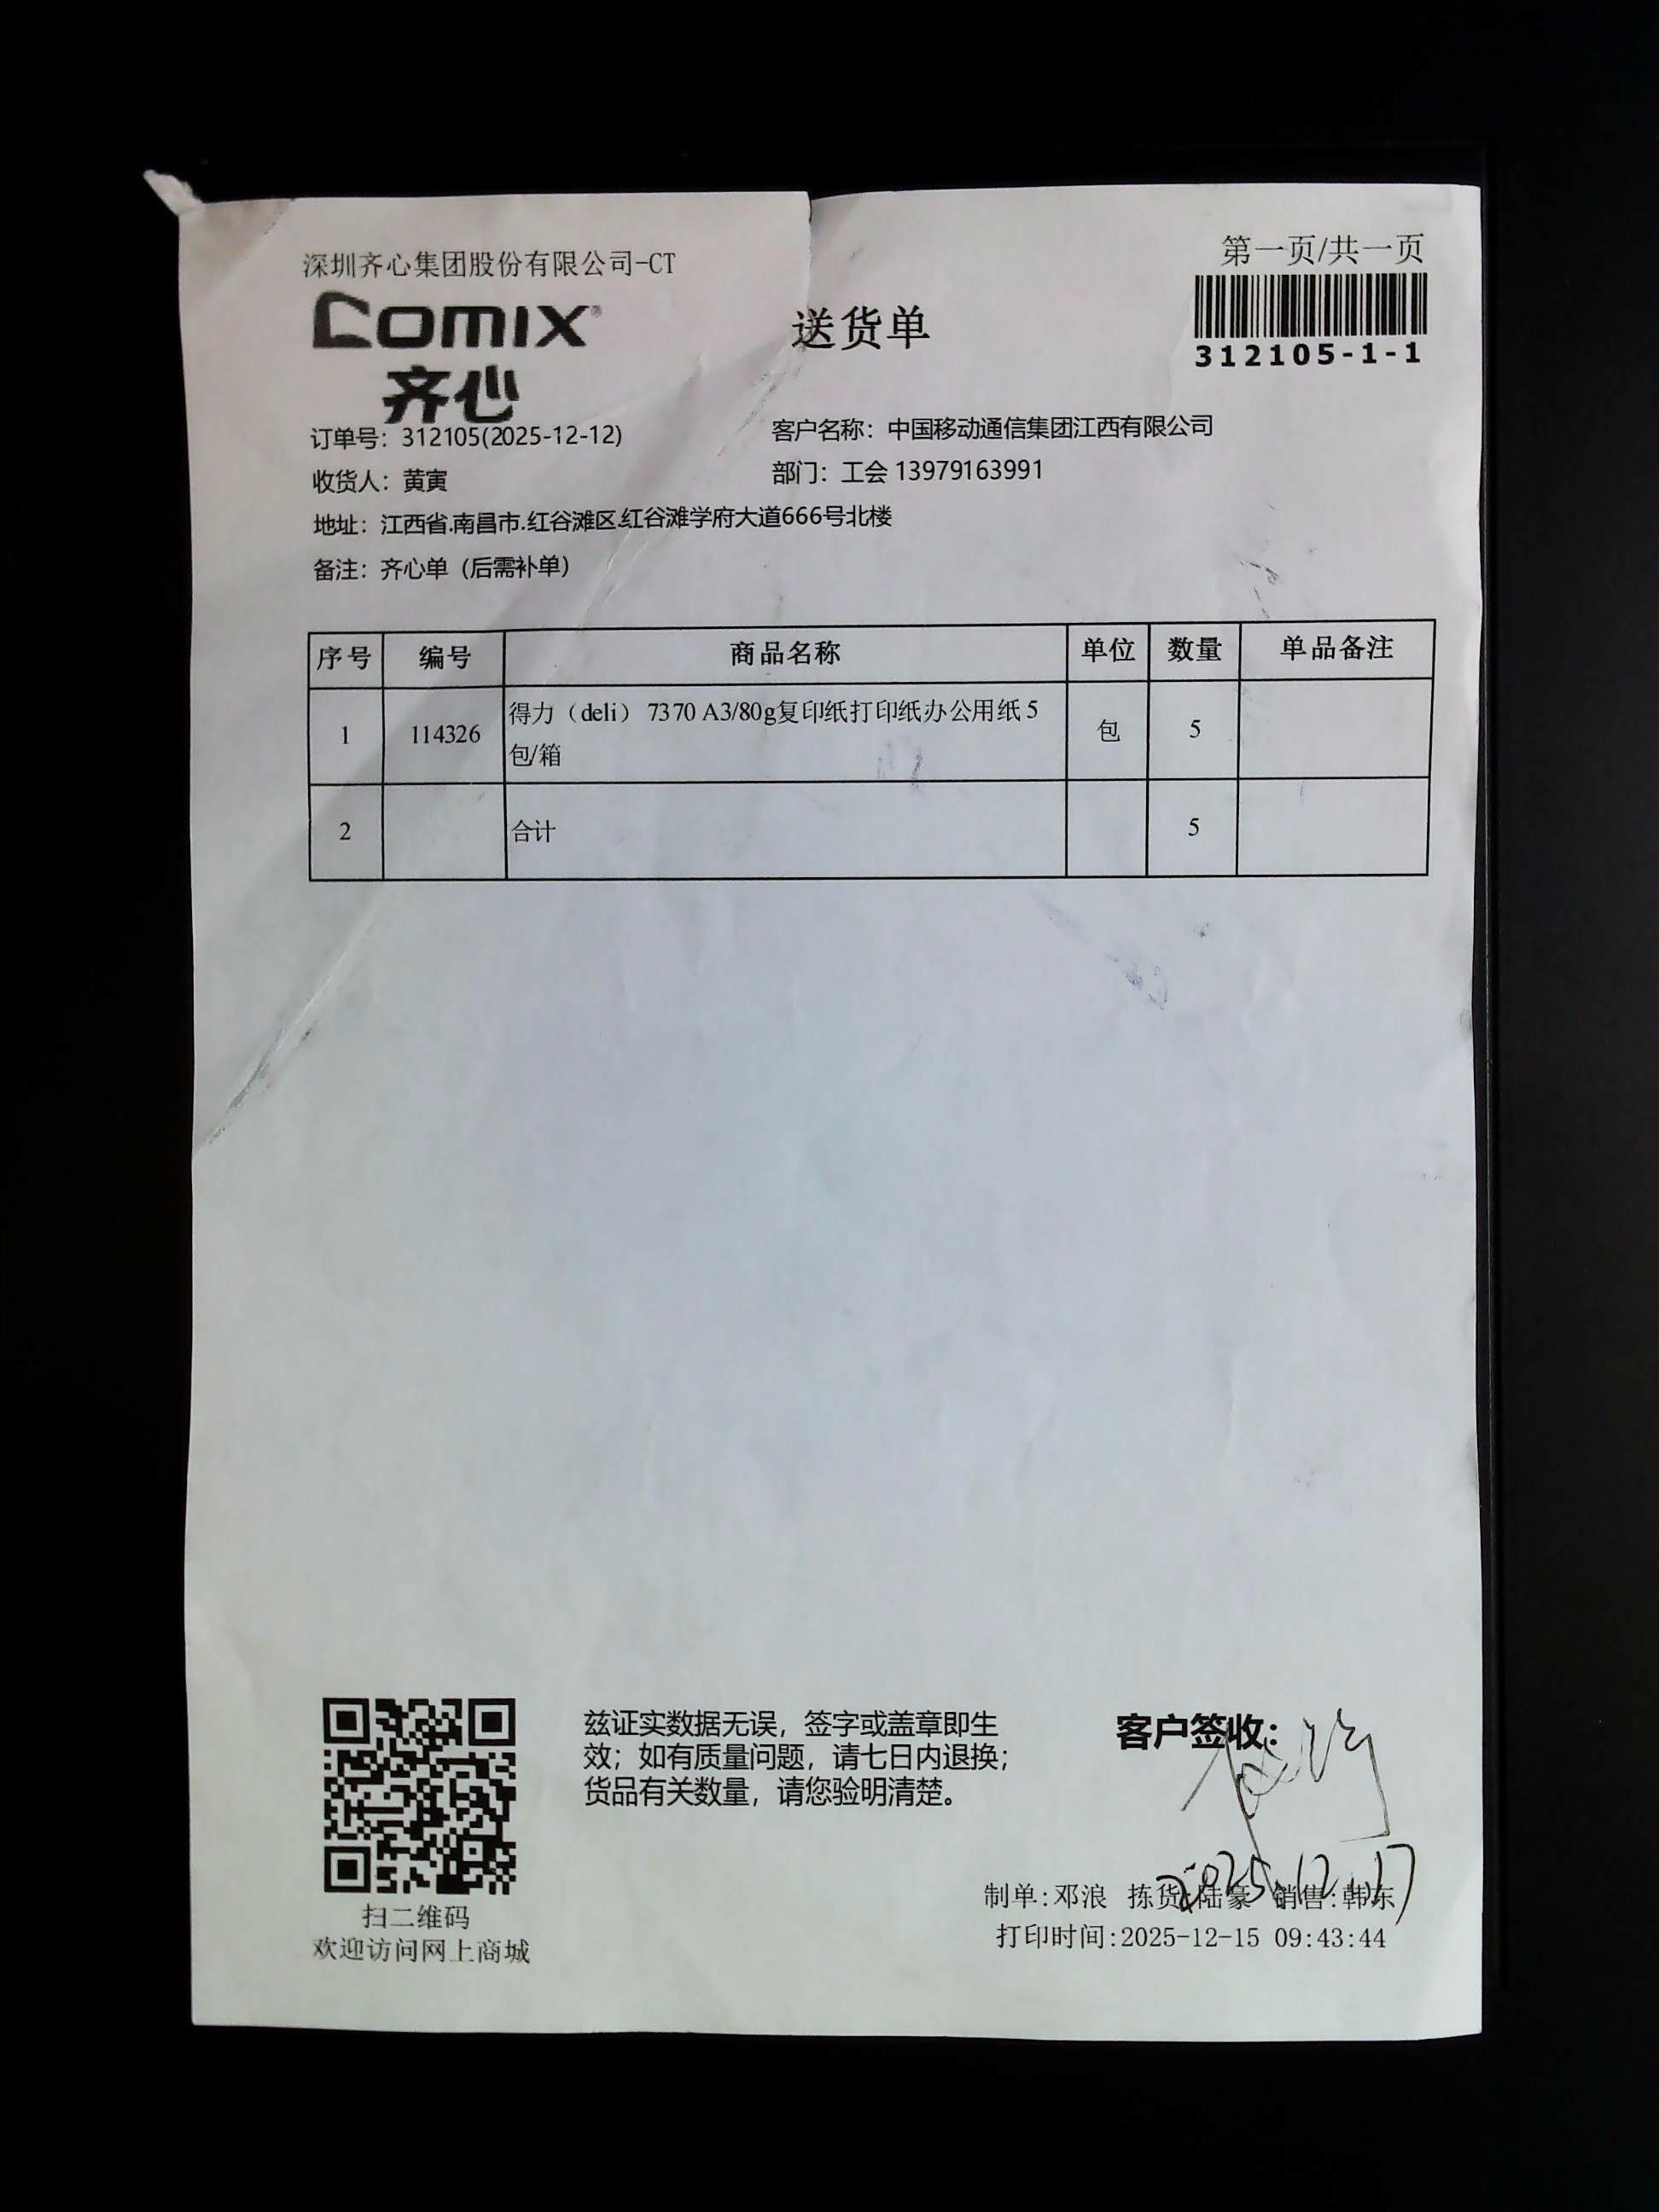 深圳齐心集团股份有限公司-CT
第一页/共一页
comix®
齐心
送货单
312105-1-1
订单号：312105(2025-12-12)
客户名称：中国移动通信集团江西有限公司
收货人：黄寅
部门：工会 13979163991
地址：江西省.南昌市.红谷滩区.红谷滩学府大道666号北楼
备注：齐心单（后需补单）
序号 编号 商品名称 单位 数量 单品备注
1 114326 得力（deli） 7370 A3/80g复印纸打印纸办公用纸 5
包/箱 包 5
2 合计 5
兹证实数据无误，签字或盖章即生
效；如有质量问题，请七日内退换；
货品有关数量，请您验明清楚。
客户签收：
2025.12.17
制单:邓浪 拣货:陆豪 销售:韩东
打印时间:2025-12-15 09:43:44
扫二维码
欢迎访问网上商城